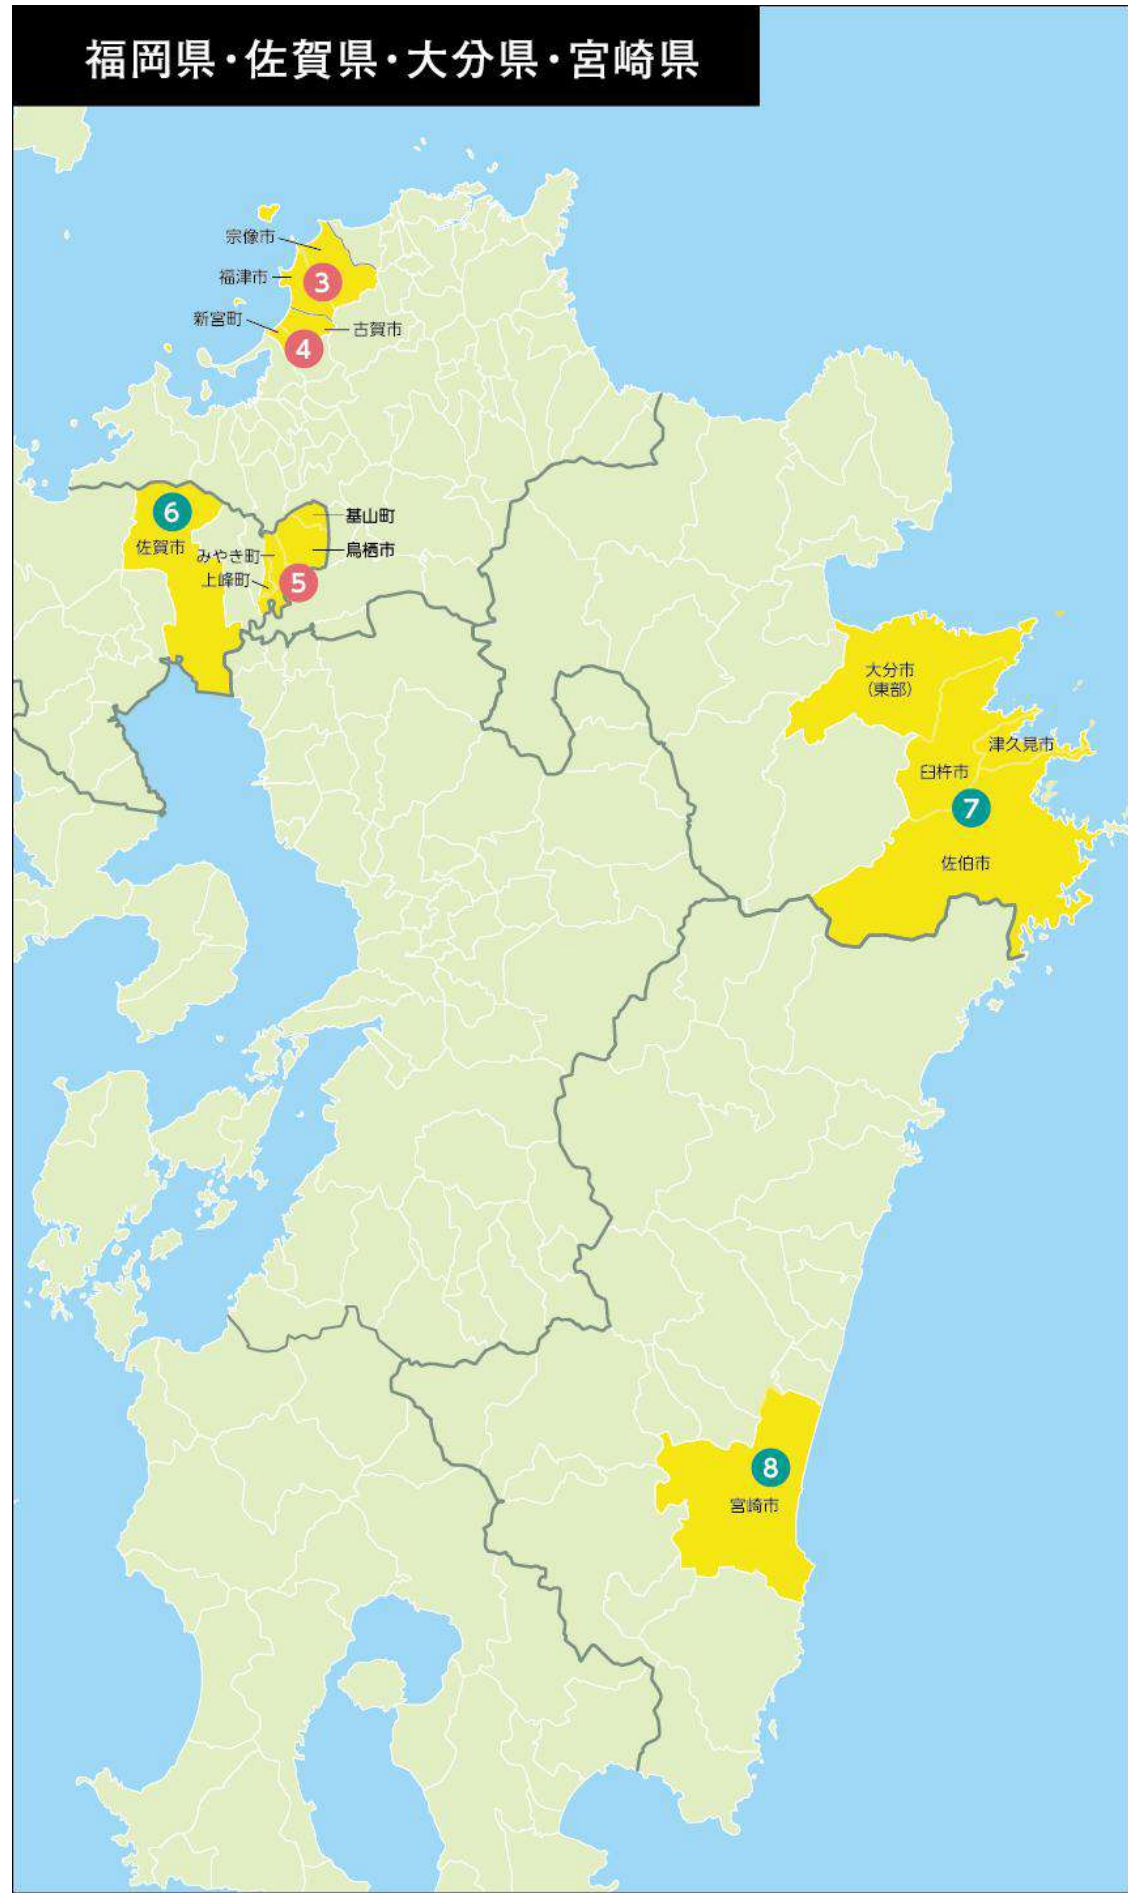 福岡県・佐賀県・大分県・宮崎県
宗像市
福津市
3
新宮町
古賀市
4
6
佐賀市
基山町
鳥栖市
みやき町
上峰町
5
大分市
（東部）
津久見市
臼杵市
7
佐伯市
8
宮崎市